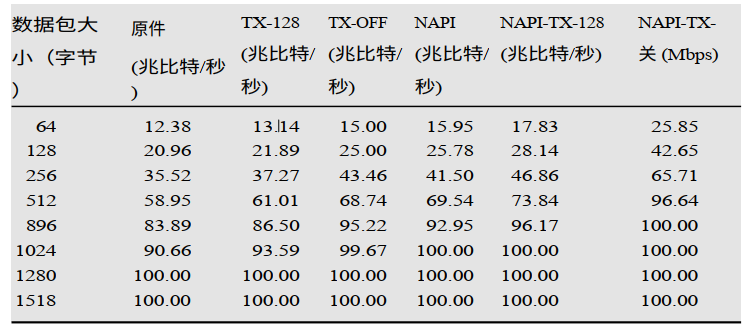 数据包大小（字节） 原件 (兆比特/秒) TX-128 (兆比特/秒) TX-OFF (兆比特/秒) NAPI (兆比特/秒) NAPI-TX-128 (兆比特/秒) NAPI-TX-关 (Mbps)
64 12.38 13.14 15.00 15.95 17.83 25.85
128 20.96 21.89 25.00 25.78 28.14 42.65
256 35.52 37.27 43.46 41.50 46.86 65.71
512 58.95 61.01 68.74 69.54 73.84 96.64
896 83.89 86.50 95.22 92.95 96.17 100.00
1024 90.66 93.59 99.67 100.00 100.00 100.00
1280 100.00 100.00 100.00 100.00 100.00 100.00
1518 100.00 100.00 100.00 100.00 100.00 100.00